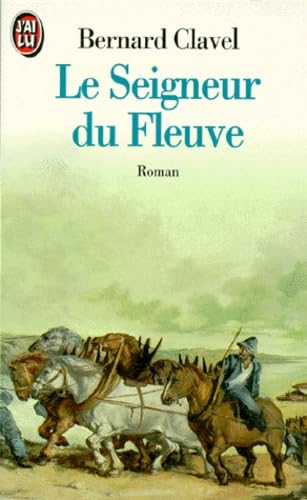 J'AI
LU
Bernard Clavel
Le Seigneur
du Fleuve
Roman